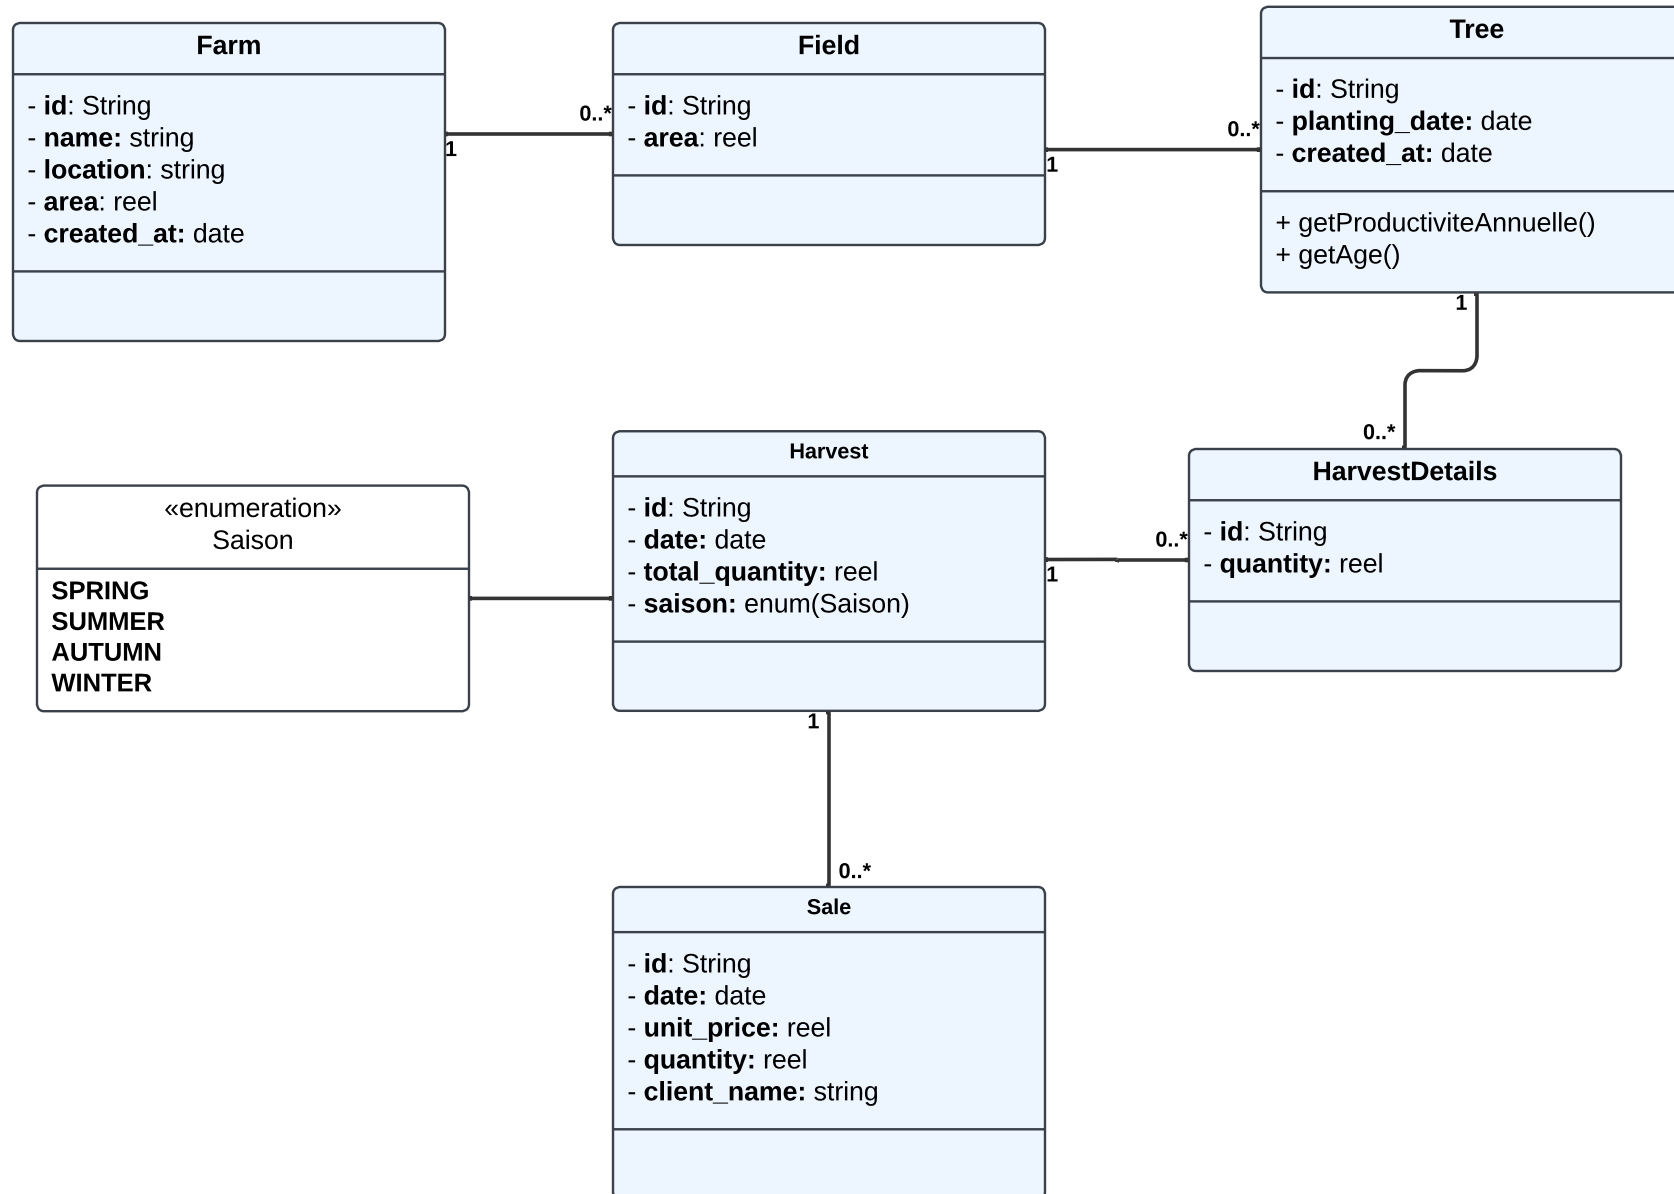 Farm
- id: String
- name: string
- location: string
- area: reel
- created_at: date
1
0..*
Field
- id: String
- area: reel
1
0..*
Tree
- id: String
- planting_date: date
- created_at: date
+ getProductiviteAnnuelle()
+ getAge()
1
0..*
«enumeration»
Saison
SPRING
SUMMER
AUTUMN
WINTER
Harvest
- id: String
- date: date
- total_quantity: reel
- saison: enum(Saison)
1
0..*
HarvestDetails
- id: String
- quantity: reel
1
0..*
Sale
- id: String
- date: date
- unit_price: reel
- quantity: reel
- client_name: string